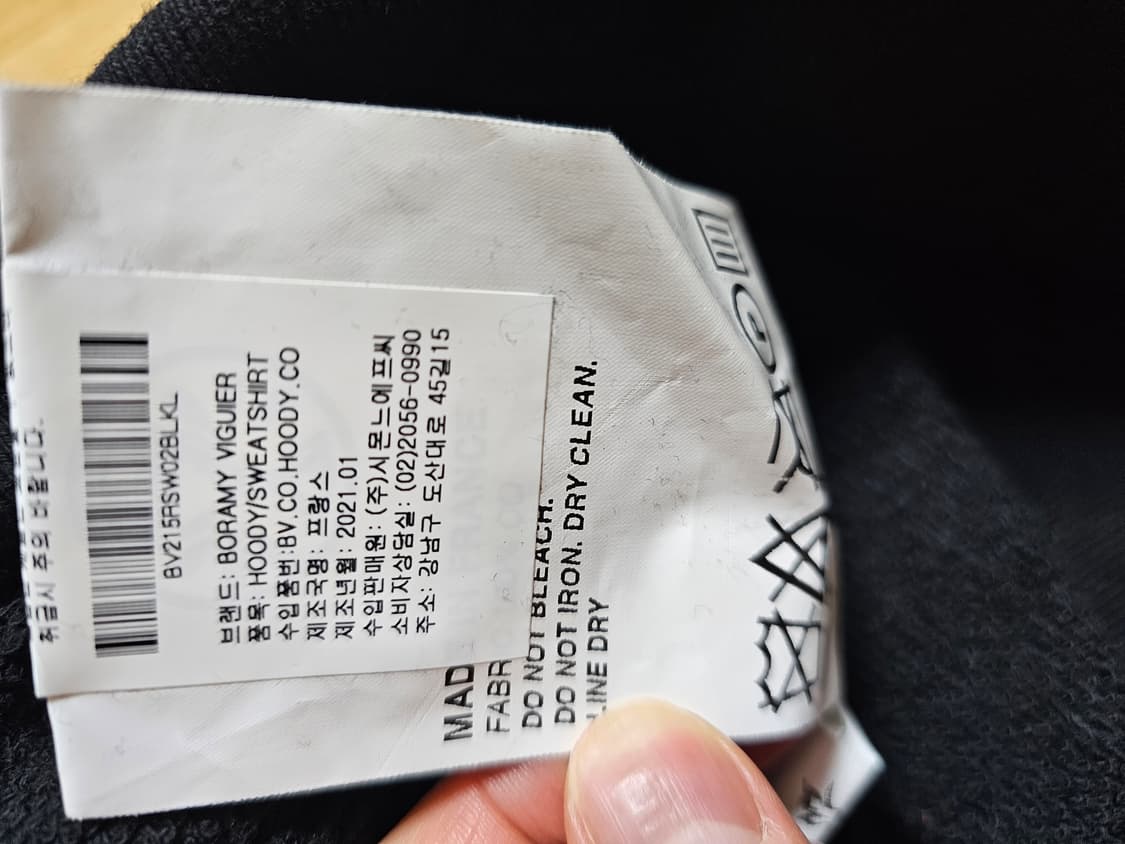 취급시 주의 바랍니다.
BV215RSW02BLKL
브랜드: BORAMY VIGUIER
품목: HOODY/SWEATSHIRT
수입품번:BV.CO.HOODY.CO
제조국명: 프랑스
제조년월: 2021.01
수입판매원: (주)시몬느에프씨
소비자상담실: (02)2056-0990
주소: 강남구 도산대로 45길15
DO NOT BLEACH.
DO NOT IRON. DRY CLEAN.
LINE DRY